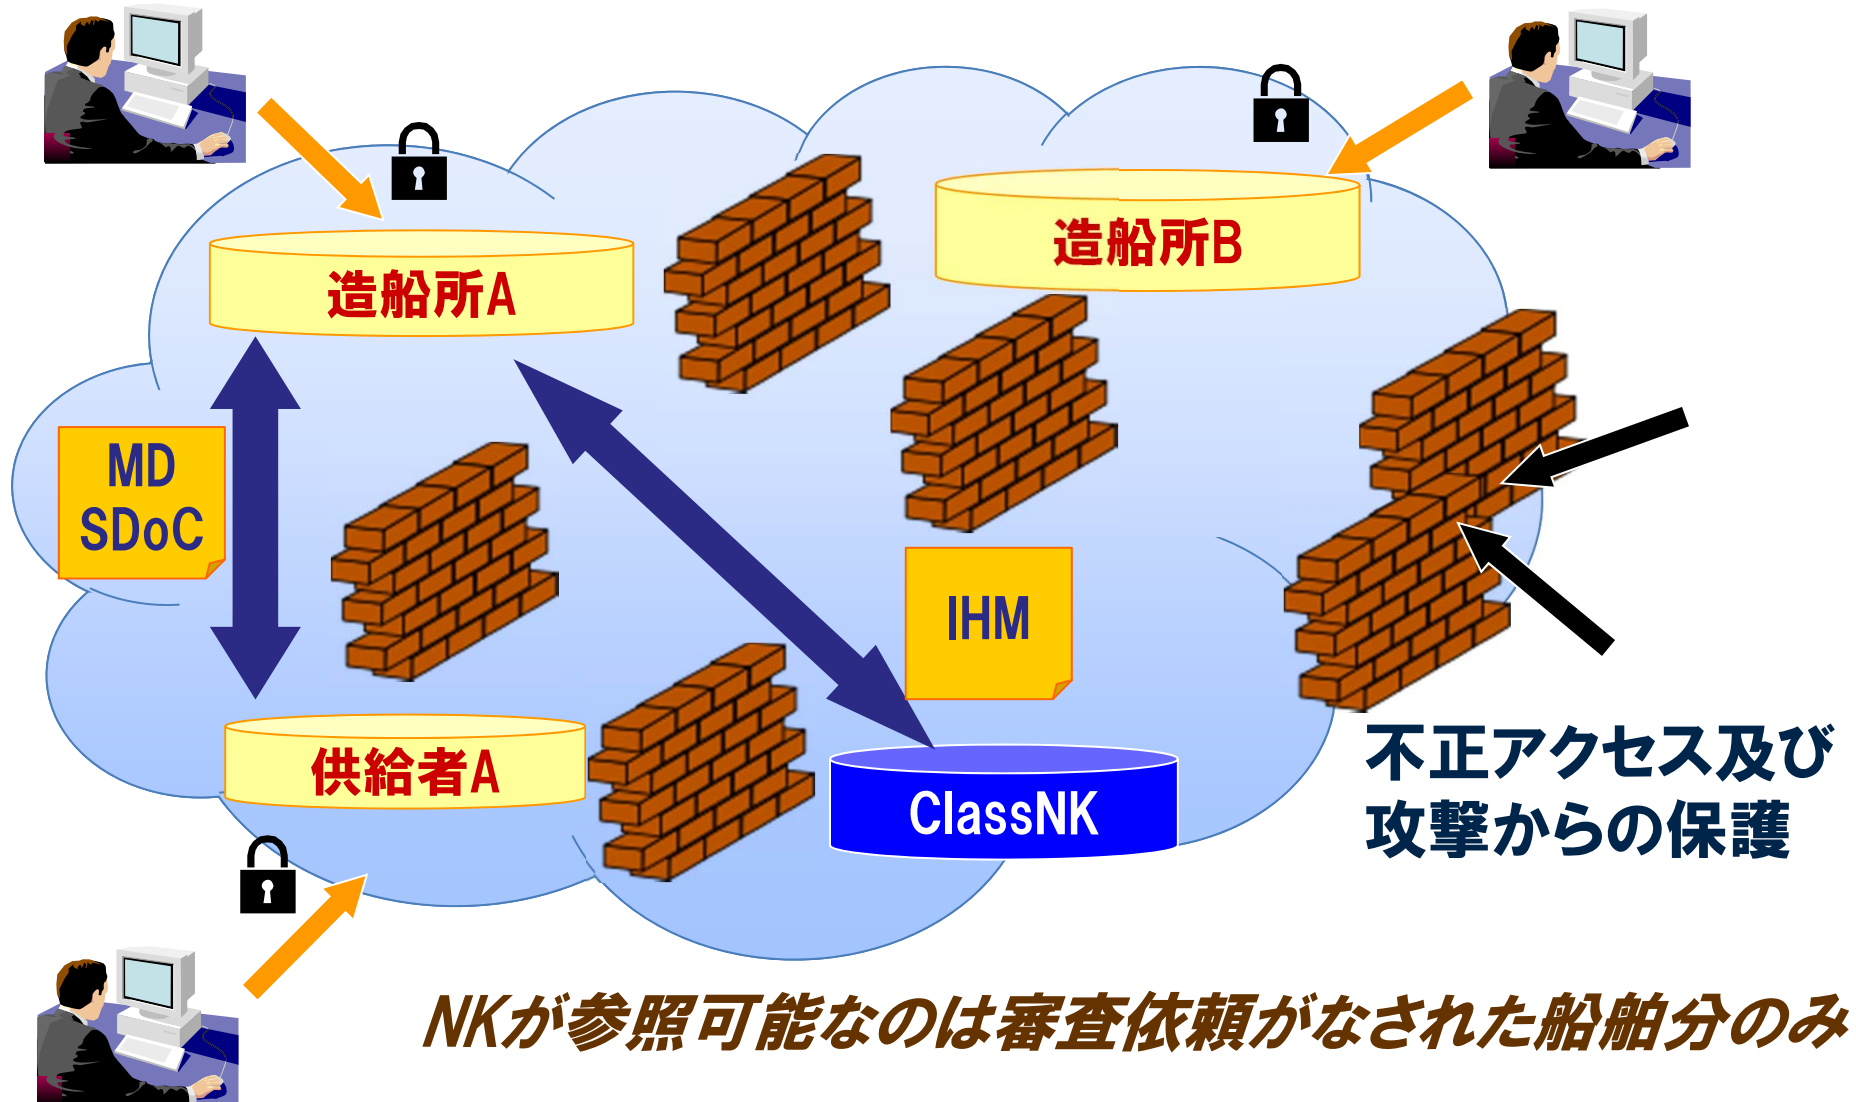 造船所B
造船所A
MD
SDoC
IHM
不正アクセス及び
攻撃からの保護
供給者A
ClassNK
NKが参照可能なのは審査依頼がなされた船舶分のみ